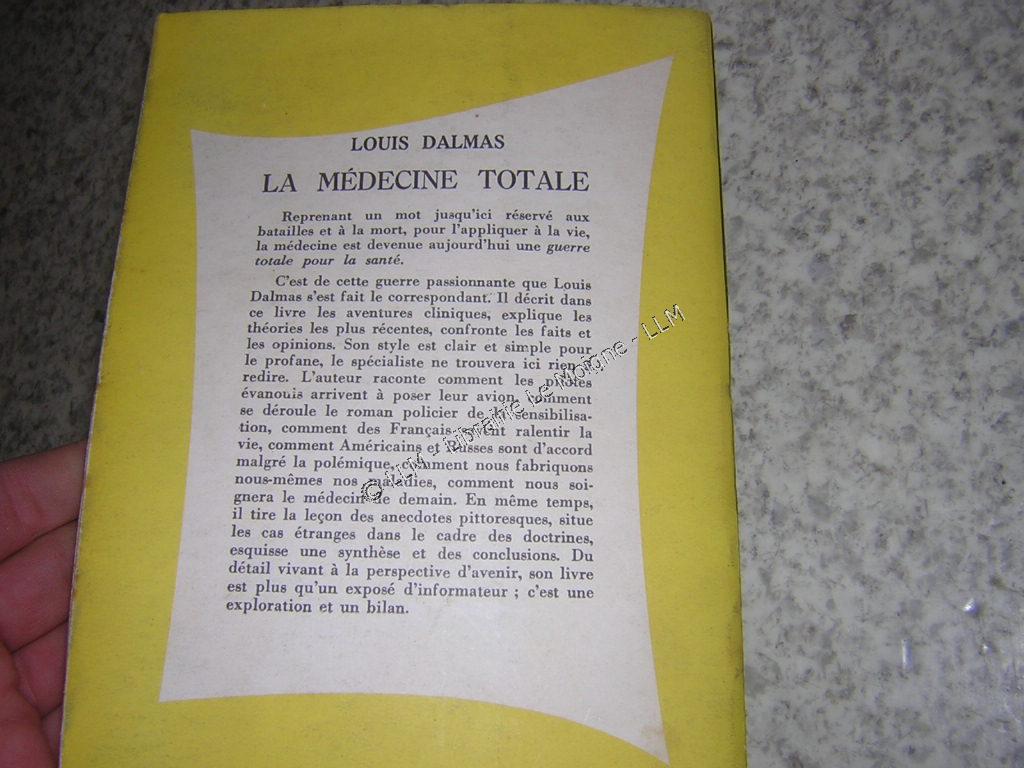 LOUIS DALMAS
LA MÉDECINE TOTALE
Reprenant un mot jusqu'ici réservé aux
batailles et à la mort, pour l'appliquer à la vie,
la médecine est devenue aujourd'hui une guerre
totale pour la santé.
C'est de cette guerre passionnante que Louis
Dalmas s'est fait le correspondant. Il décrit dans
ce livre les aventures cliniques, explique les
théories les plus récentes, confronte les faits et
les opinions. Son style est clair et simple pour
le profane, le spécialiste ne trouvera ici rien à
redire. L'auteur raconte comment les pilotes
évanouis arrivent à poser leur avion, comment
se déroule le roman policier de la sensibilisa-
tion, comment des Français savent ralentir la
vie, comment Américains et Russes sont d'accord
malgré la polémique, comment nous fabriquons
nous-mêmes nos maladies, comment nous soi-
gnera le médecin de demain. En même temps,
il tire la leçon des anecdotes pittoresques, situe
les cas étranges dans le cadre des doctrines,
esquisse une synthèse et des conclusions. Du
détail vivant à la perspective d'avenir, son livre
est plus qu'un exposé d'informateur ; c'est une
exploration et un bilan.
© LLM - Librairie Le Moigne - LLM